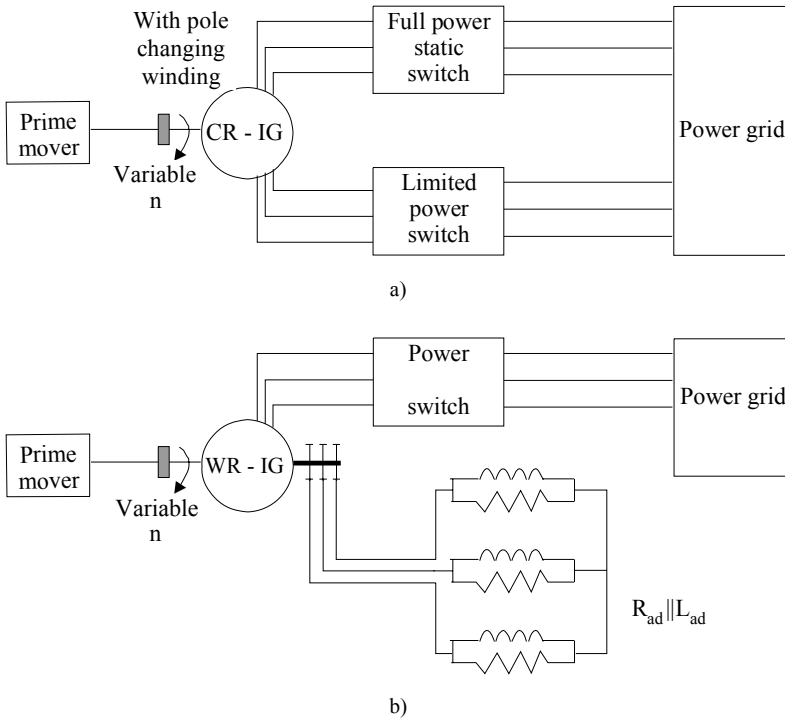 With pole
changing
winding
Full power
static
switch
Prime
mover
CR - IG
Power grid
Variable
n
Limited
power
switch
a)
Power
switch
Power grid
Prime
mover
WR - IG
Variable
n
R_ad||L_ad
b)